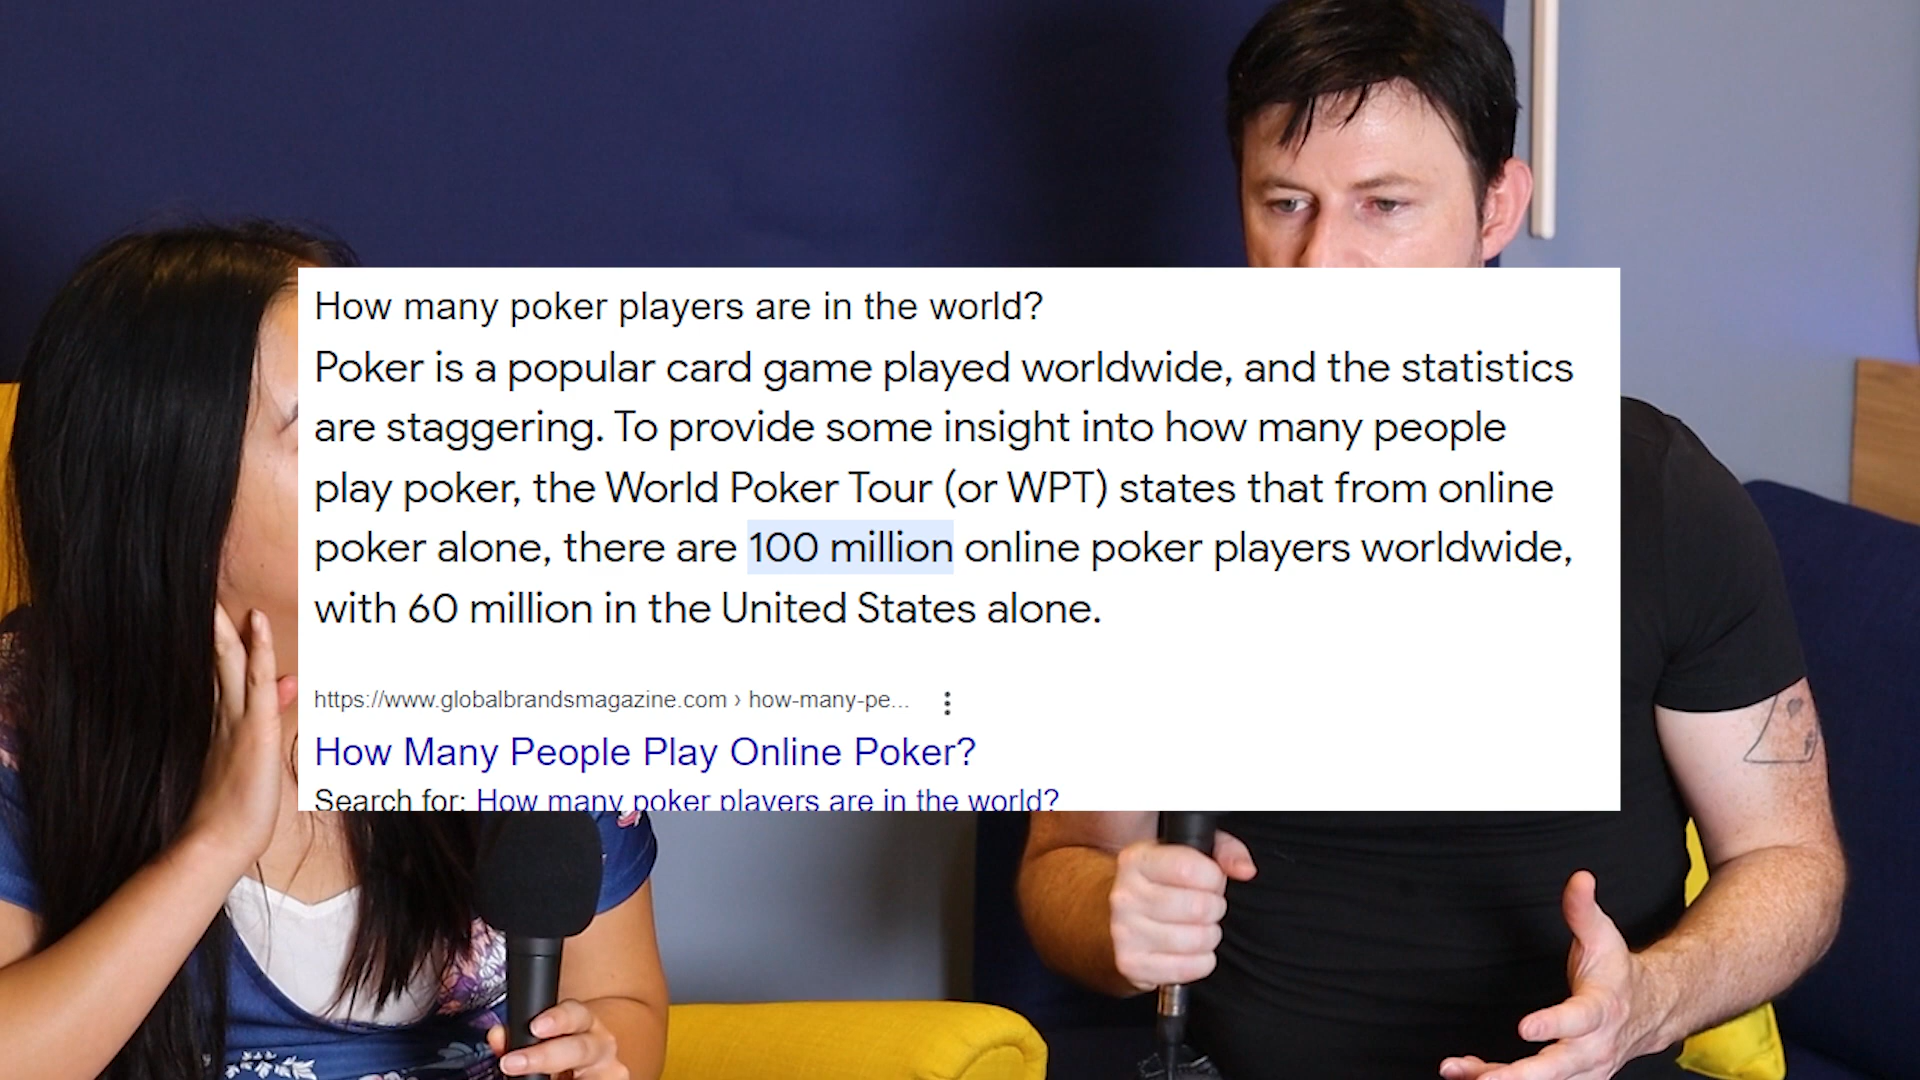 How many poker players are in the world?
Poker is a popular card game played worldwide, and the statistics
are staggering. To provide some insight into how many people
play poker, the World Poker Tour (or WPT) states that from online
poker alone, there are 100 million online poker players worldwide,
with 60 million in the United States alone.
https://www.globalbrandsmagazine.com › how-many-pe...
How Many People Play Online Poker?
Search for: How many poker players are in the world?